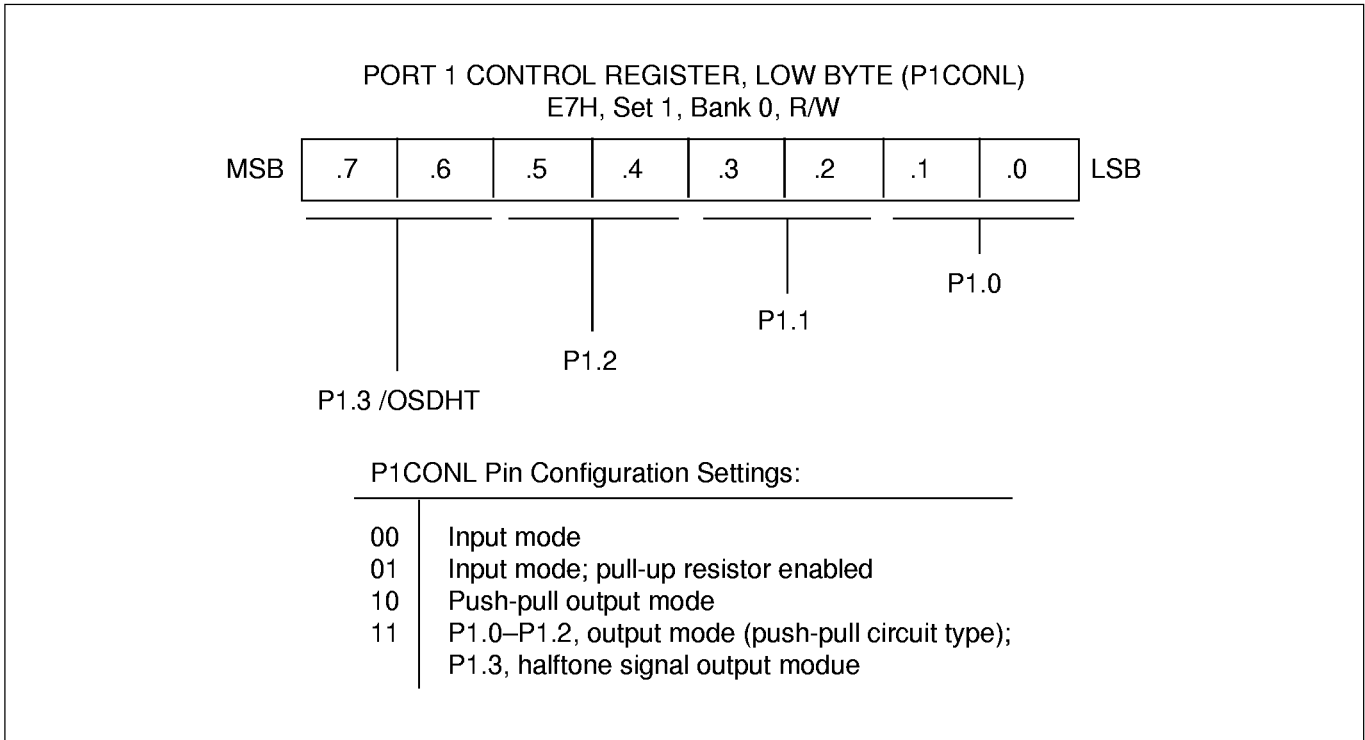 PORT 1 CONTROL REGISTER, LOW BYTE (P1CONL)
E7H, Set 1, Bank 0, R/W
MSB .7 .6 .5 .4 .3 .2 .1 .0 LSB
P1.0
P1.1
P1.2
P1.3 /OSDHT
P1CONL Pin Configuration Settings:
00 Input mode
01 Input mode; pull-up resistor enabled
10 Push-pull output mode
11 P1.0–P1.2, output mode (push-pull circuit type);
P1.3, halftone signal output modue